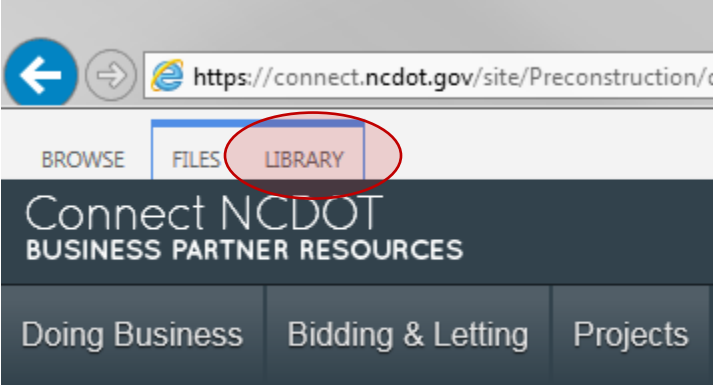 https://connect.ncdot.gov/site/Preconstruction/
BROWSE FILES LIBRARY
Connect NCDOT
BUSINESS PARTNER RESOURCES
Doing Business Bidding & Letting Projects